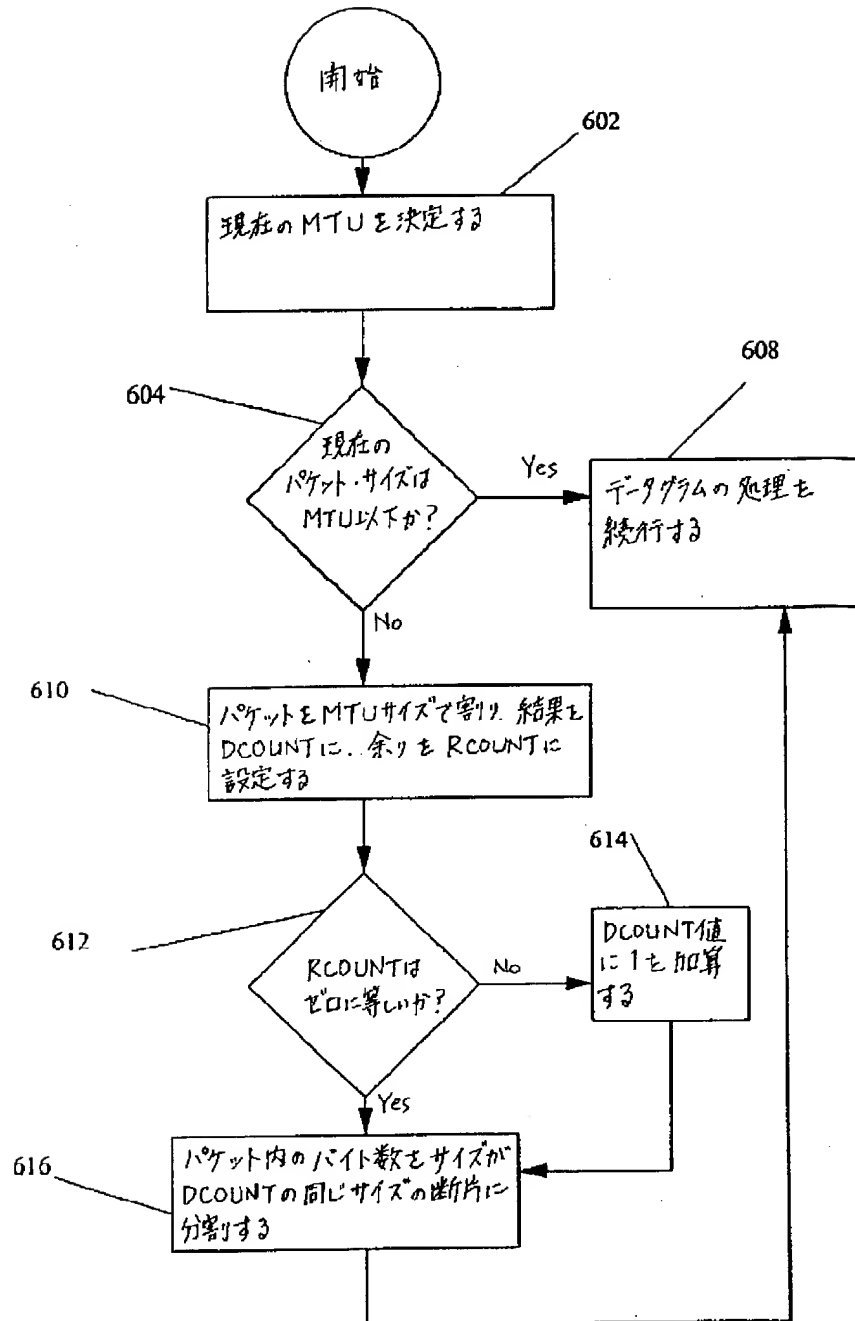 開始
602
現在のMTUを決定する
604
現在の
パケット・サイズは
MTU以下か?
Yes
608
データグラムの処理を
続行する
No
610
パケットをMTUサイズで割り、結果を
DCOUNTに、余りをRCOUNTに
設定する
612
RCOUNTは
ゼロに等しいか?
No
614
DCOUNT値
に1を加算
する
Yes
616
パケット内のバイト数をサイズが
DCOUNTの同じサイズの断片に
分割する